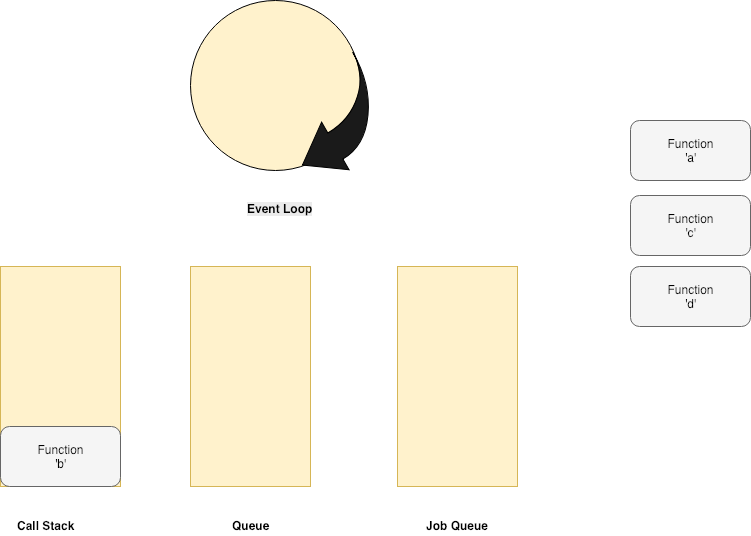 Function
'a'
Event Loop
Function
'c'
Function
'd'
Function
'b'
Call Stack
Queue
Job Queue